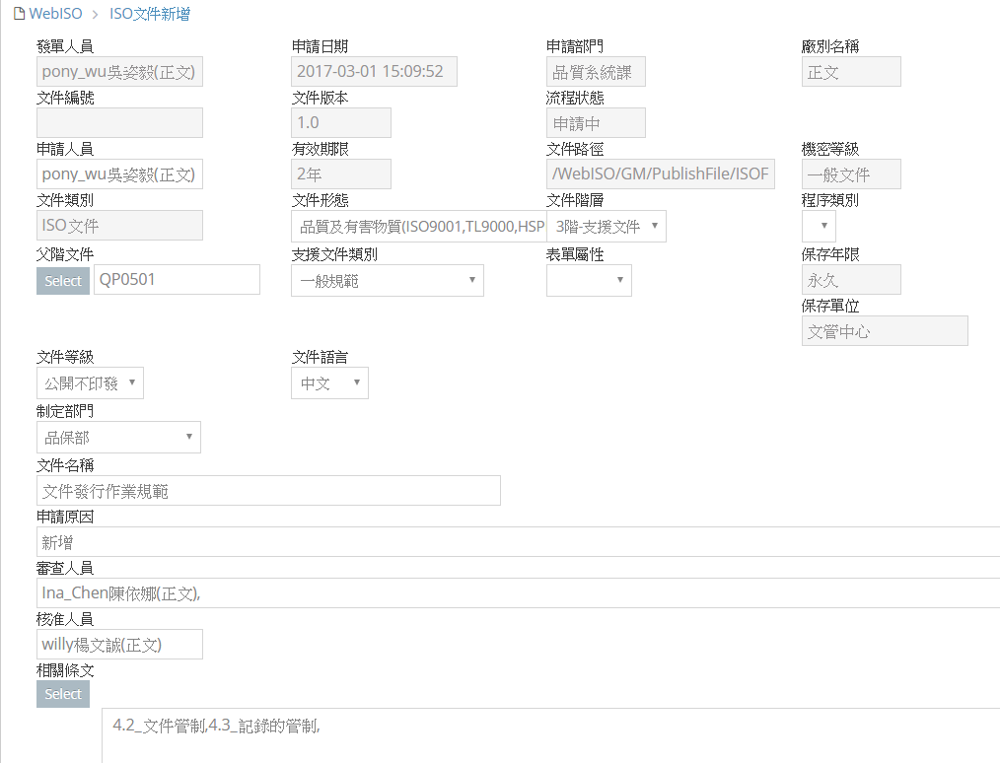 WebISO > ISO文件新增
發單人員 申請日期 申請部門 廠別名稱
pony_wu吳姿毅(正文) 2017-03-01 15:09:52 品質系統課 正文
文件編號 文件版本 流程狀態
1.0 申請中
申請人員 有效期限 文件路徑 機密等級
pony_wu吳姿毅(正文) 2年 /WebISO/GM/PublishFile/ISOF 一般文件
文件類別 文件形態 文件階層 程序類別
ISO文件 品質及有害物質(ISO9001,TL9000,HSP 3階-支援文件
父階文件 支援文件類別 表單屬性 保存年限
Select QP0501 一般規範 永久
保存單位
文管中心
文件等級 文件語言
公開不印發 中文
制定部門
品保部
文件名稱
文件發行作業規範
申請原因
新增
審查人員
Ina_Chen陳依娜(正文),
核准人員
willy楊文誠(正文)
相關條文
Select
4.2_文件管制,4.3_記錄的管制,